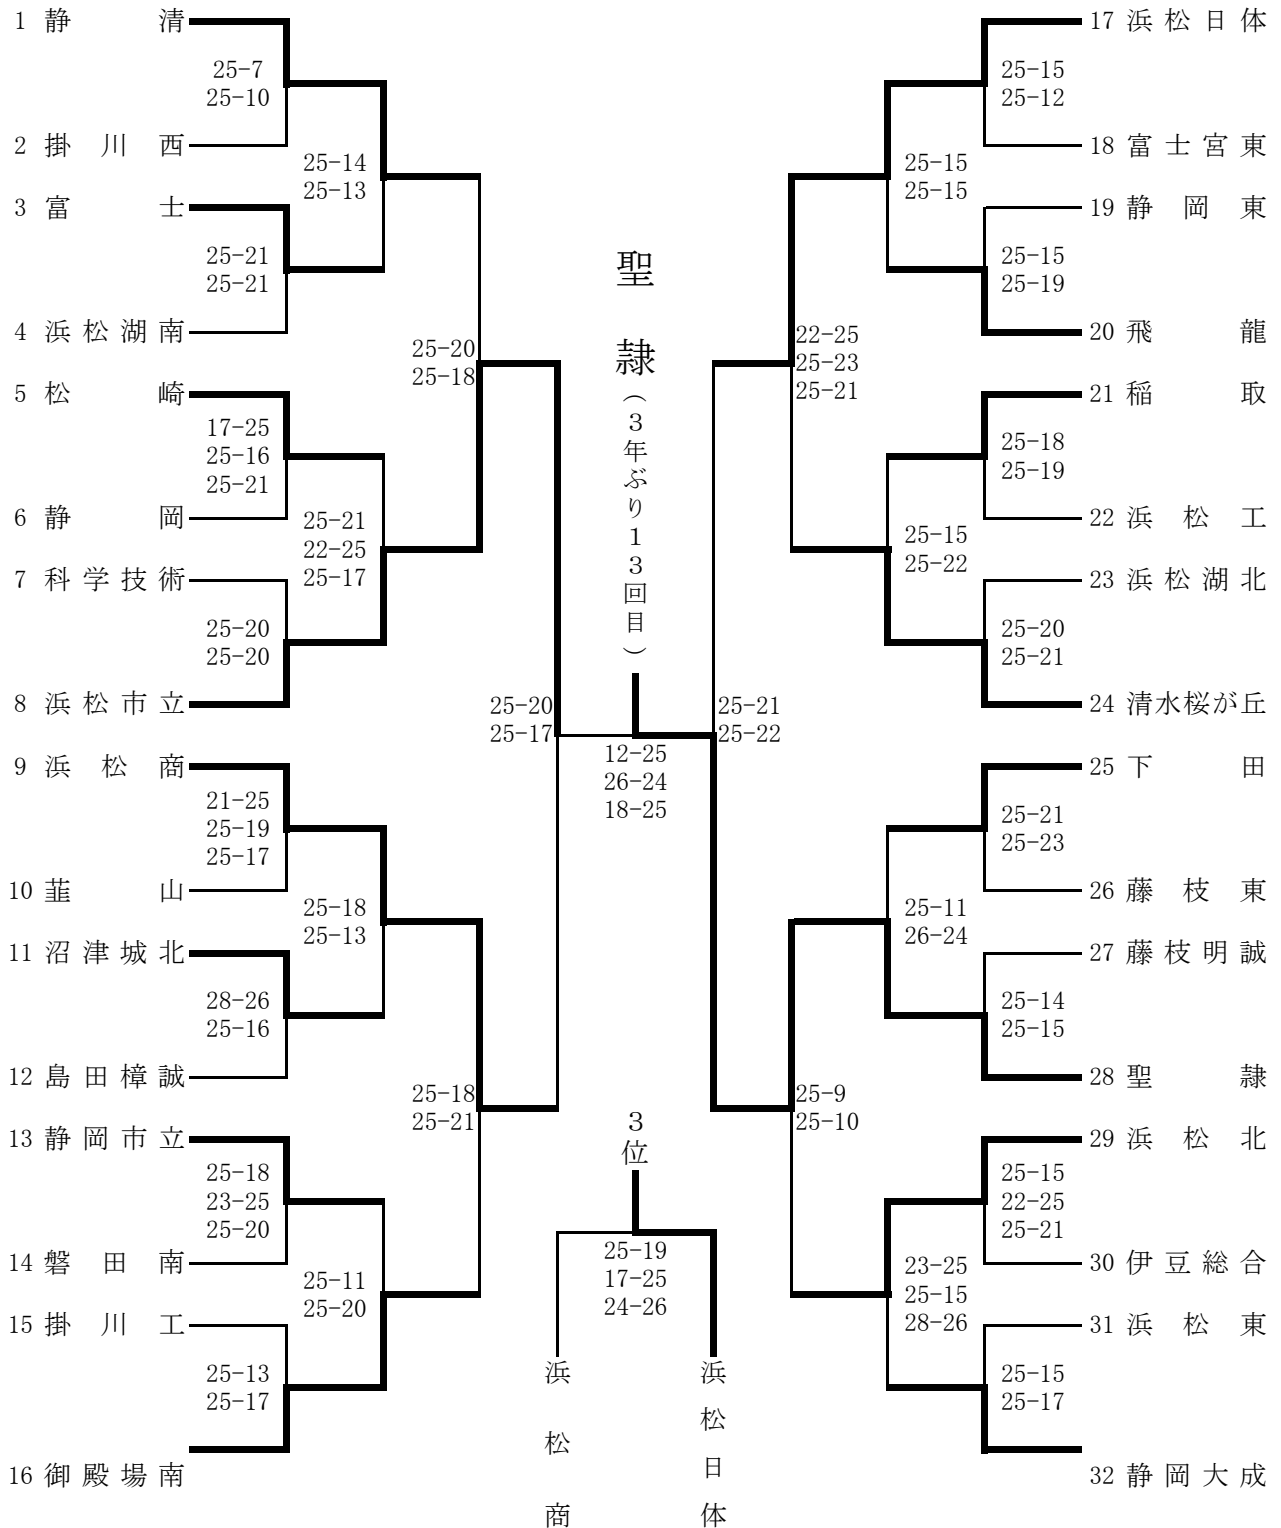 1 静清
25-7
25-10
2 掛川西
25-14
25-13
3 富士
25-21
25-21
4 浜松湖南
25-20
25-18
5 松崎
17-25
25-16
25-21
6 静岡
25-21
22-25
25-17
7 科学技術
25-20
25-20
8 浜松市立
25-20
25-17
9 浜松商
21-25
25-19
25-17
10 韮山
25-18
25-13
11 沼津城北
28-26
25-16
12 島田樟誠
25-18
25-21
13 静岡市立
25-18
23-25
25-20
14 磐田南
25-11
25-20
15 掛川工
25-13
25-17
16 御殿場南
聖隷(3年ぶり13回目)
12-25
26-24
18-25
3位
25-19
17-25
24-26
浜松商
浜松日体
17 浜松日体
25-15
25-12
18 富士宮東
25-15
25-15
19 静岡東
25-15
25-19
20 飛龍
22-25
25-23
25-21
21 稲取
25-18
25-19
22 浜松工
25-15
25-22
23 浜松湖北
25-20
25-21
24 清水桜が丘
25-21
25-22
25 下田
25-21
25-23
26 藤枝東
25-11
26-24
27 藤枝明誠
25-14
25-15
28 聖隷
25-9
25-10
29 浜松北
25-15
22-25
25-21
30 伊豆総合
23-25
25-15
28-26
31 浜松東
25-15
25-17
32 静岡大成